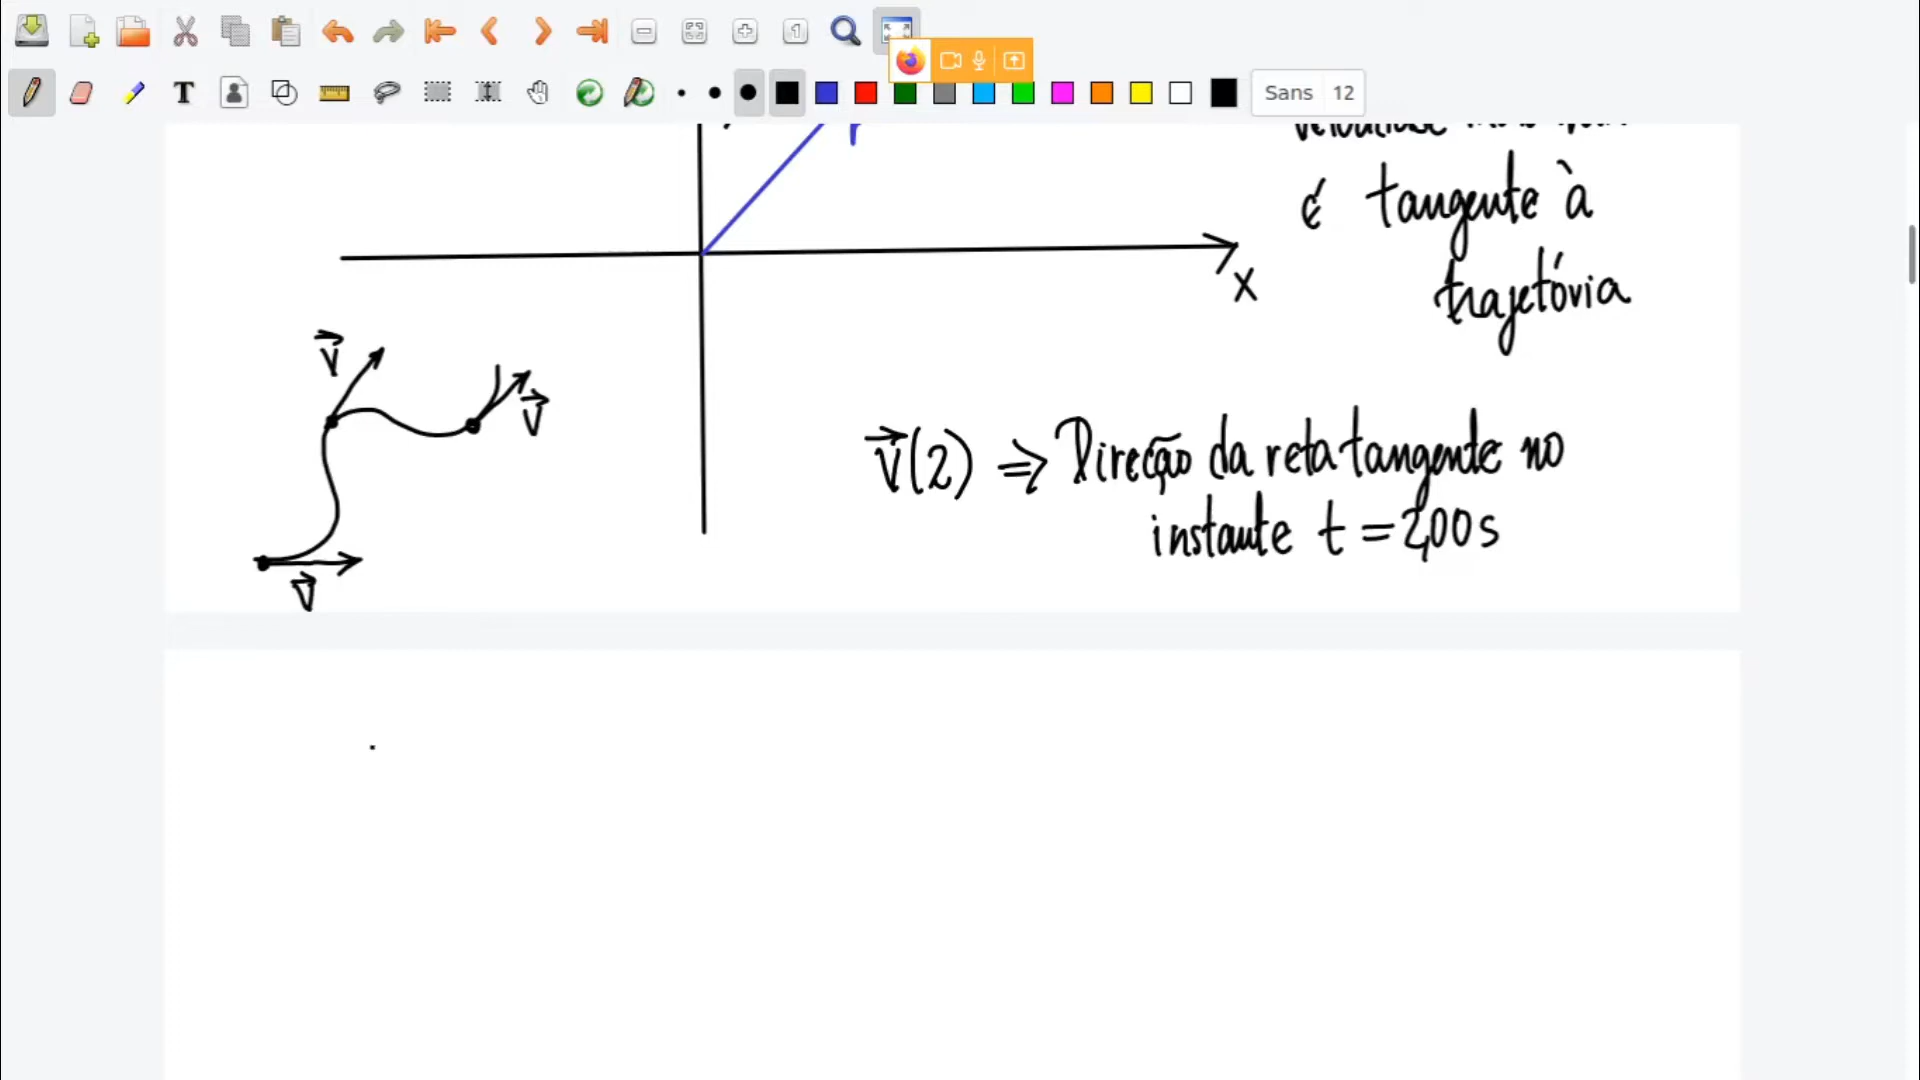 Sans 12
é tangente à
trajetória
x
v⃗
v⃗
v⃗
v⃗(2) ⇒ Direção da reta tangente no
instante t = 2,00 s